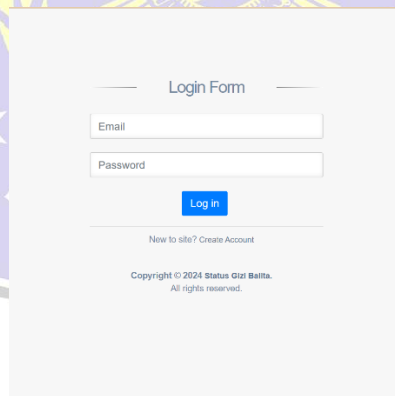 Login Form
Email
Password
Log in
New to site? Create Account
Copyright © 2024 Status Gizi Balita.
All rights reserved.